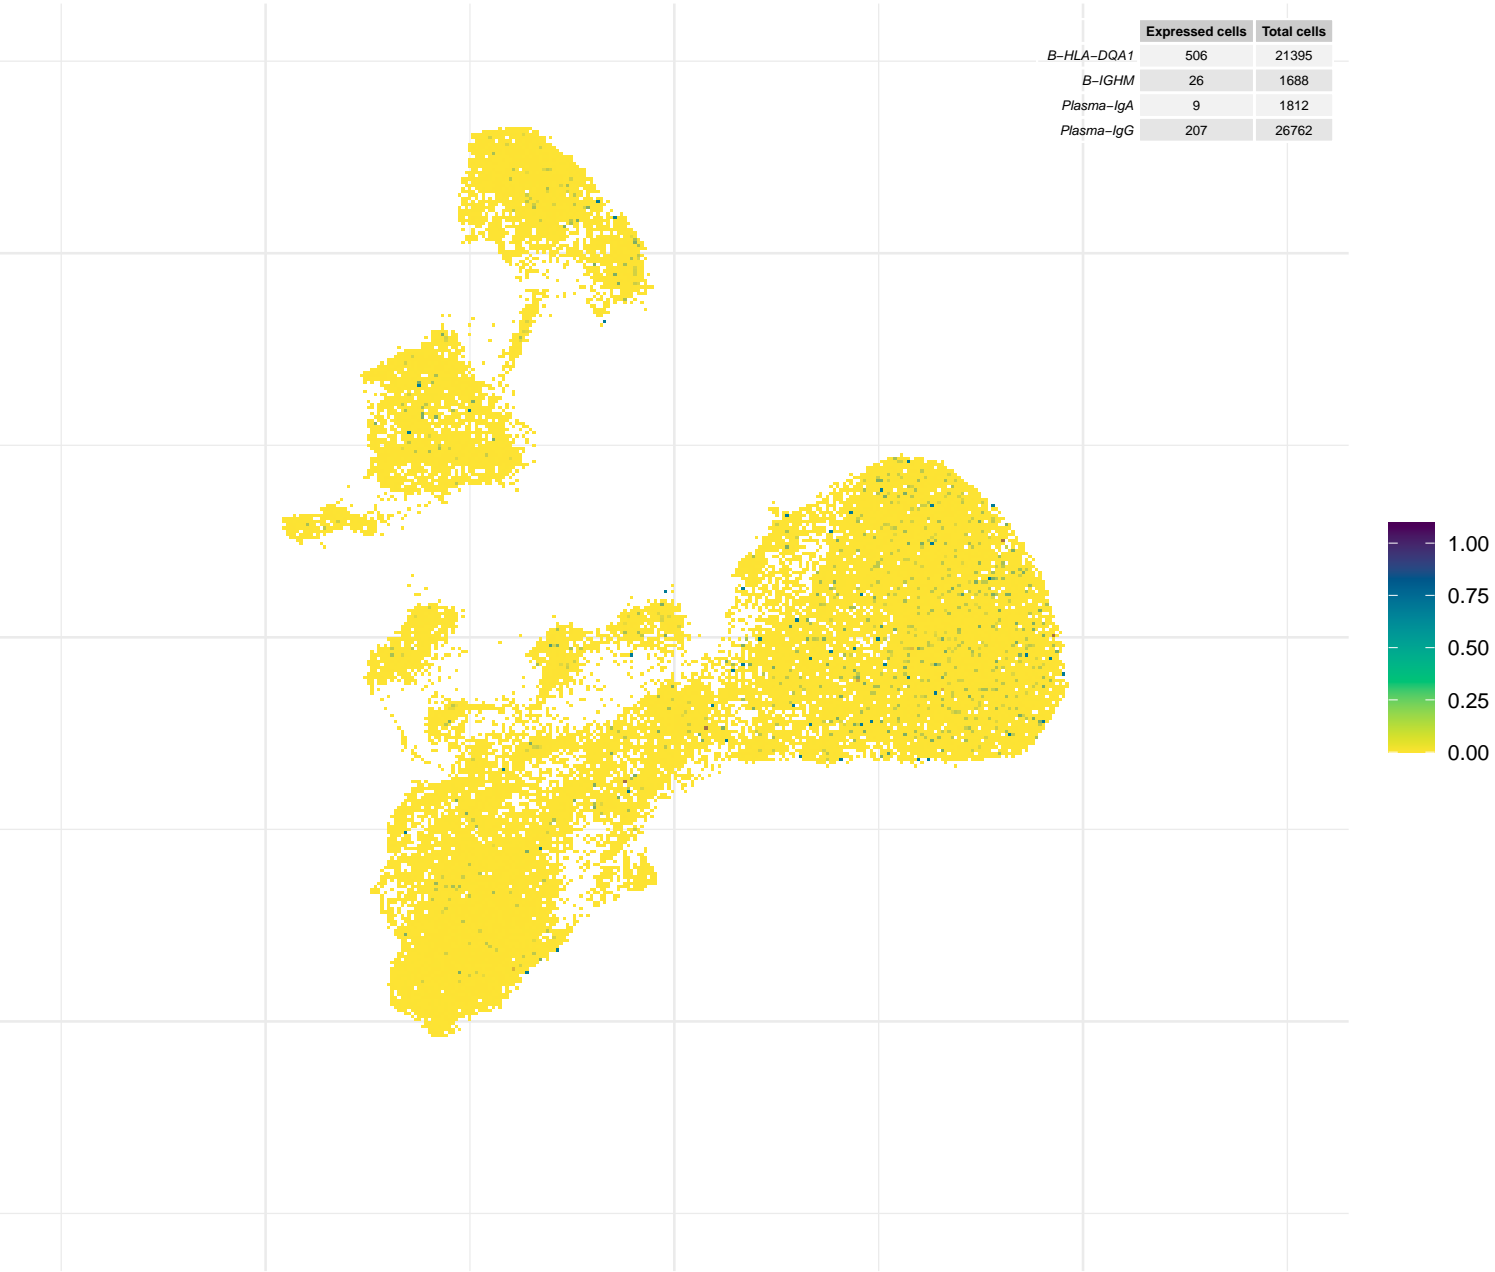 Expressed cells Total cells
B−HLA−DQA1 506 21395
B−IGHM 26 1688
Plasma−IgA 9 1812
Plasma−IgG 207 26762
1.00
0.75
0.50
0.25
0.00